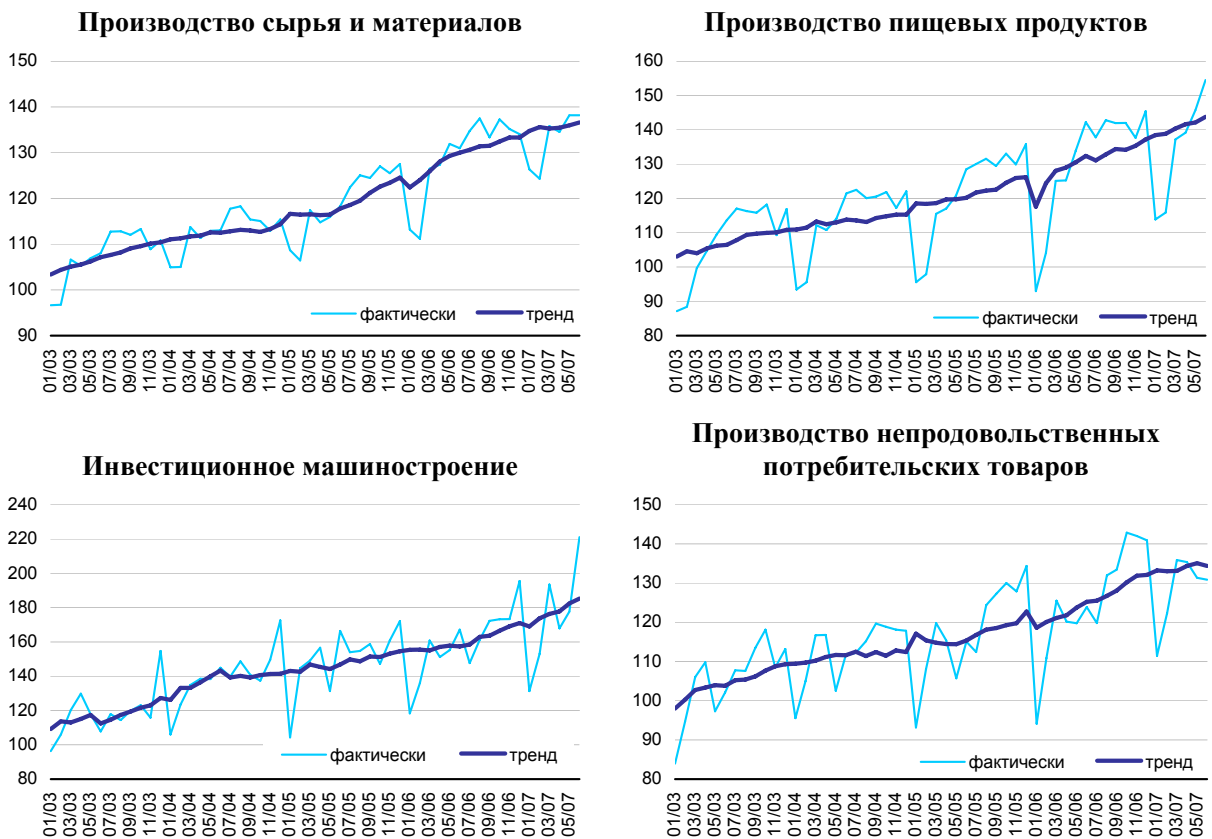 Производство сырья и материалов
150
140
130
120
110
100
90
фактически тренд
01/03 03/03 05/03 07/03 09/03 11/03 01/04 03/04 05/04 07/04 09/04 11/04 01/05 03/05 05/05 07/05 09/05 11/05 01/06 03/06 05/06 07/06 09/06 11/06 01/07 03/07 05/07
Производство пищевых продуктов
160
150
140
130
120
110
100
90
80
фактически тренд
01/03 03/03 05/03 07/03 09/03 11/03 01/04 03/04 05/04 07/04 09/04 11/04 01/05 03/05 05/05 07/05 09/05 11/05 01/06 03/06 05/06 07/06 09/06 11/06 01/07 03/07 05/07
Инвестиционное машиностроение
240
220
200
180
160
140
120
100
80
фактически тренд
01/03 03/03 05/03 07/03 09/03 11/03 01/04 03/04 05/04 07/04 09/04 11/04 01/05 03/05 05/05 07/05 09/05 11/05 01/06 03/06 05/06 07/06 09/06 11/06 01/07 03/07 05/07
Производство непродовольственных
потребительских товаров
150
140
130
120
110
100
90
80
фактически тренд
01/03 03/03 05/03 07/03 09/03 11/03 01/04 03/04 05/04 07/04 09/04 11/04 01/05 03/05 05/05 07/05 09/05 11/05 01/06 03/06 05/06 07/06 09/06 11/06 01/07 03/07 05/07